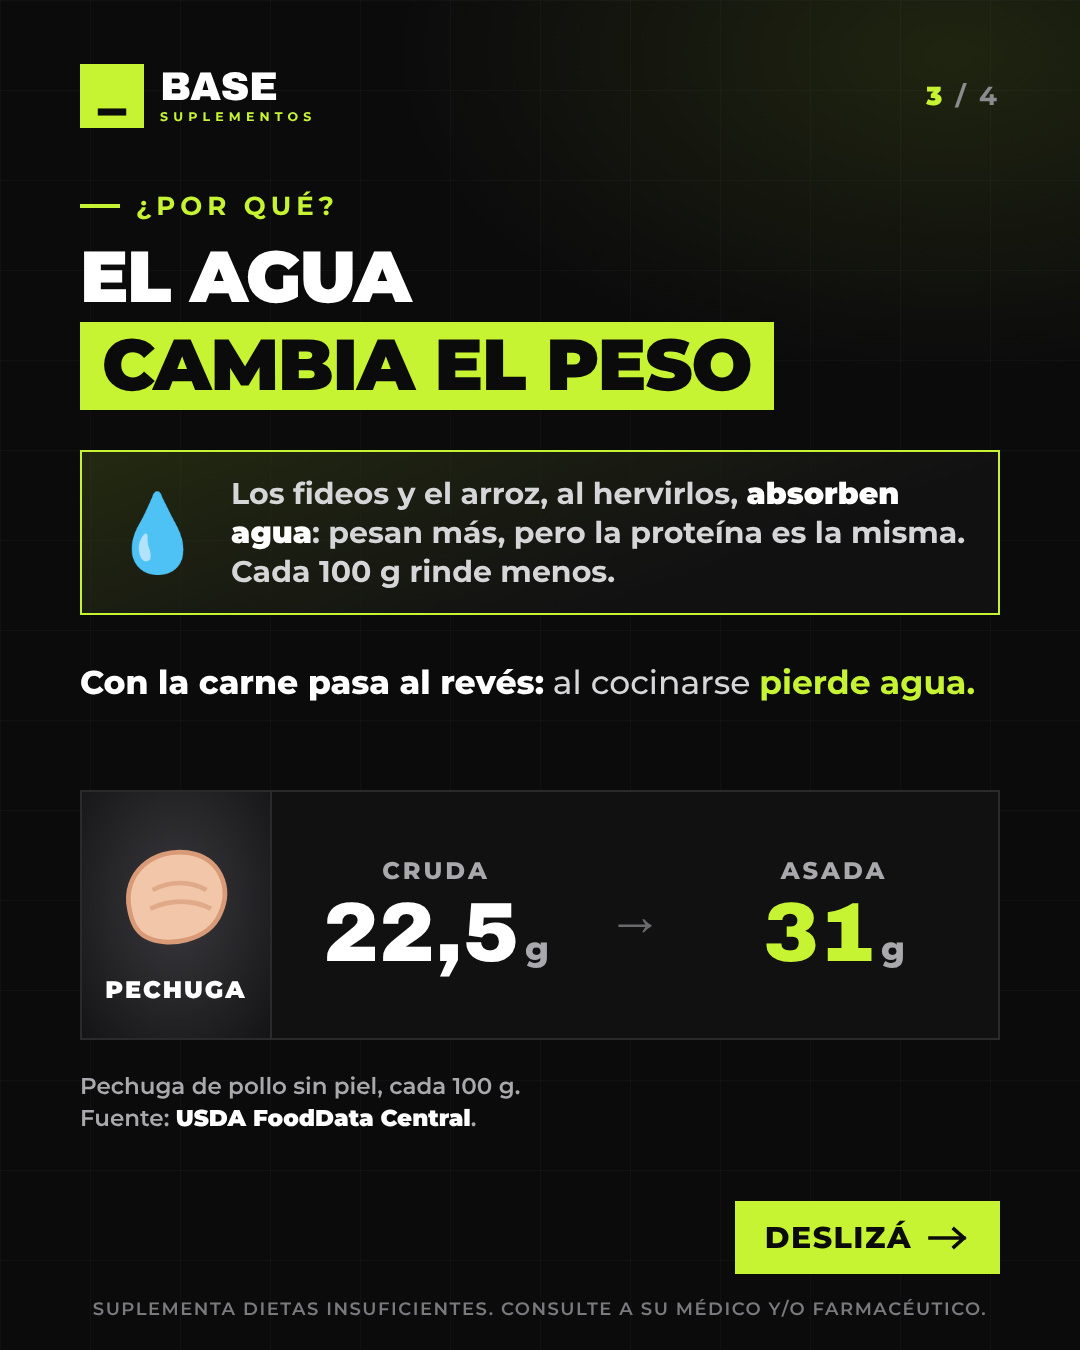 BASE
SUPLEMENTOS
3 / 4
¿POR QUÉ?
EL AGUA
CAMBIA EL PESO
Los fideos y el arroz, al hervirlos, absorben
agua: pesan más, pero la proteína es la misma.
Cada 100 g rinde menos.
Con la carne pasa al revés: al cocinarse pierde agua.
PECHUGA
CRUDA
22,5 g
→
ASADA
31 g
Pechuga de pollo sin piel, cada 100 g.
Fuente: USDA FoodData Central.
DESLIZÁ →
SUPLEMENTA DIETAS INSUFICIENTES. CONSULTE A SU MÉDICO Y/O FARMACÉUTICO.